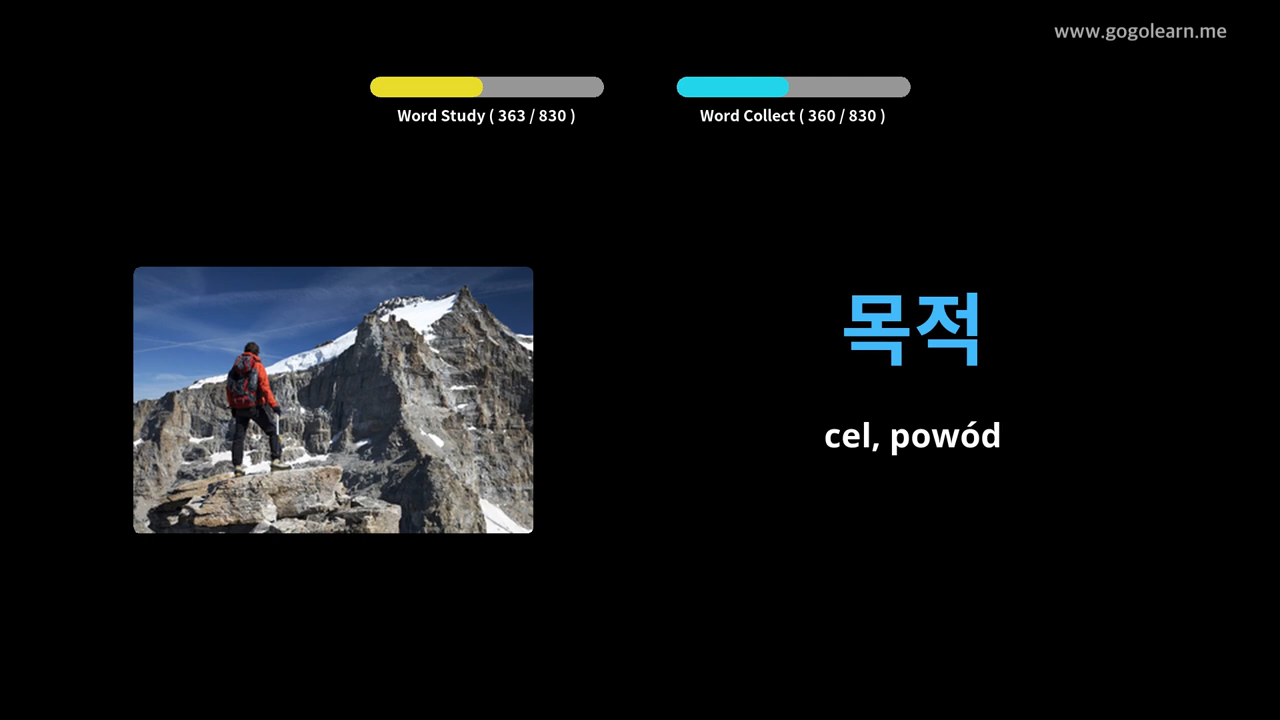 www.gogolearn.me
Word Study ( 363 / 830 )
Word Collect ( 360 / 830 )
목적
cel, powód